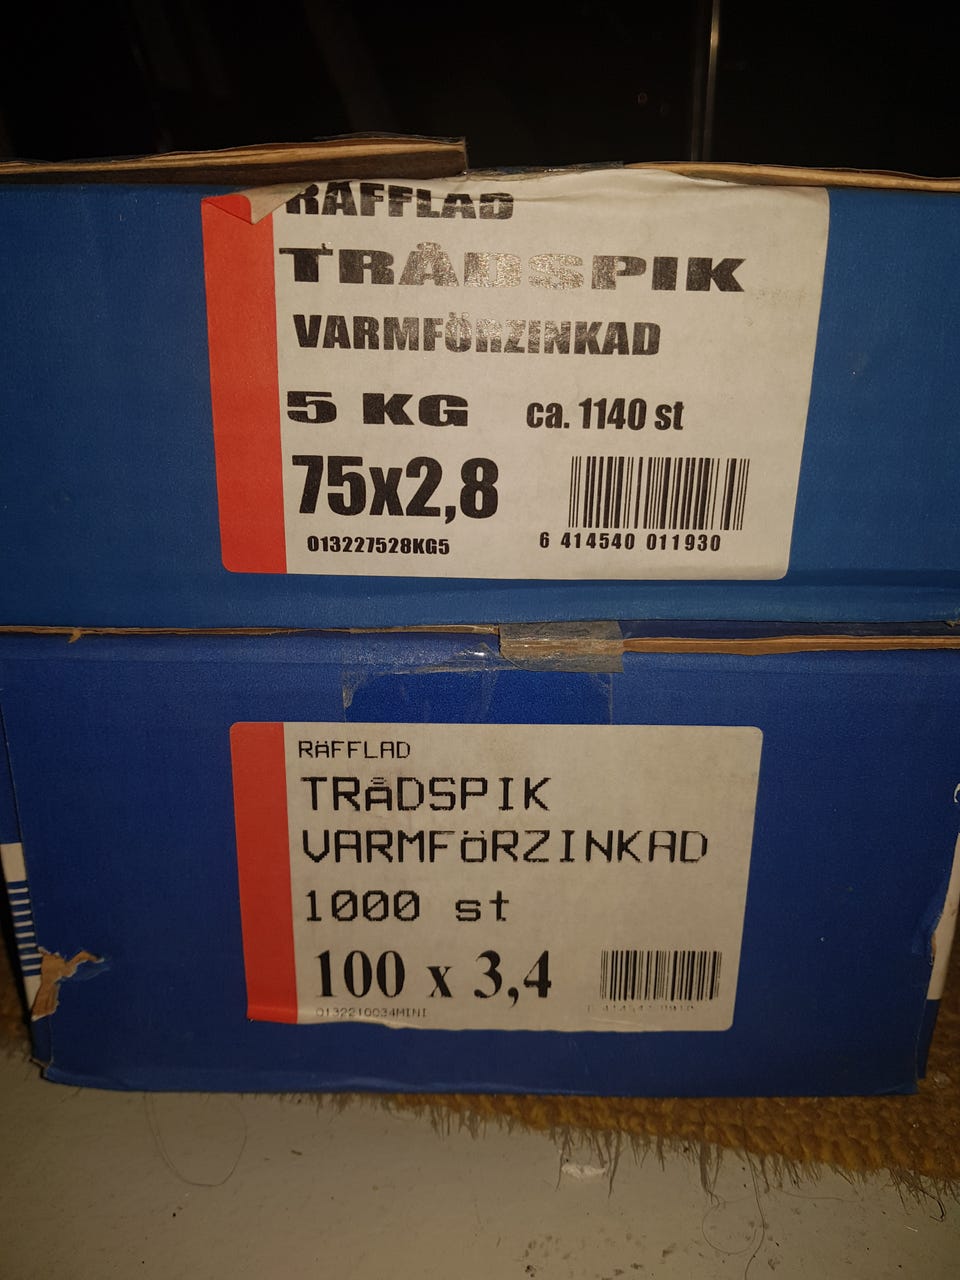 RÄFFLAD
TRÅDSPIK
VARMFÖRZINKAD
5 KG ca. 1140 st
75x2,8
013227528KG5 6 414540 011930
RÄFFLAD
TRÅDSPIK
VARMFÖRZINKAD
1000 st
100 x 3,4
0132210034MINI